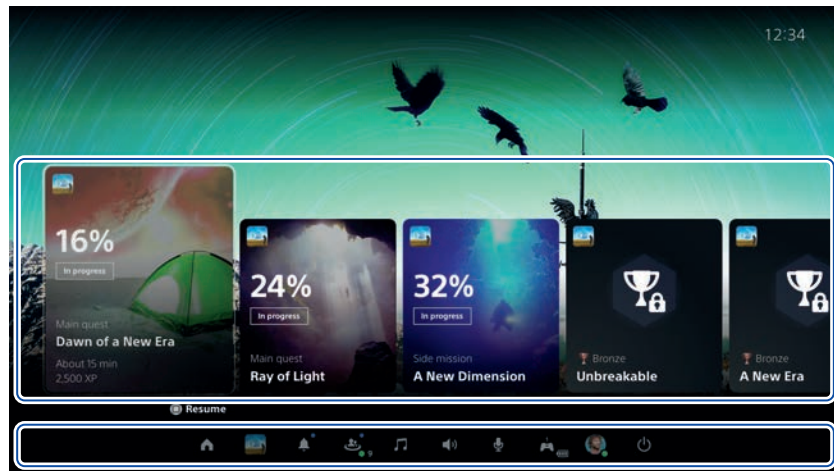 12:34
16%
In progress
Main quest
Dawn of a New Era
About 15 min
2,500 XP
24%
In progress
Main quest
Ray of Light
32%
In progress
Side mission
A New Dimension
Bronze
Unbreakable
Bronze
A New Era
Resume
9